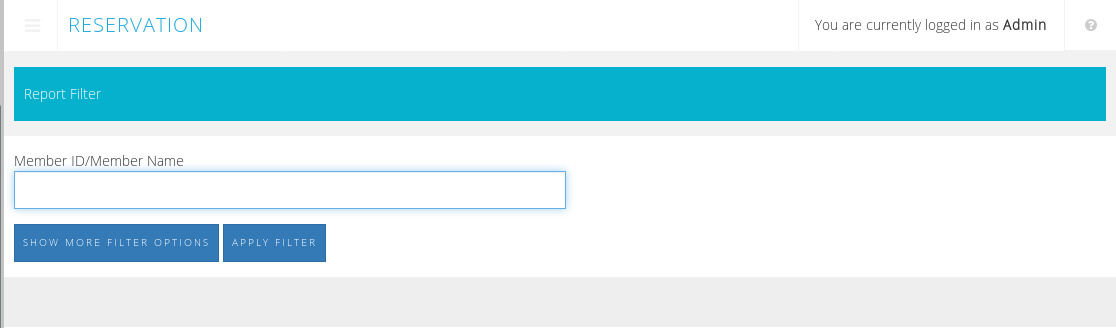 RESERVATION
You are currently logged in as Admin
Report Filter
Member ID/Member Name
SHOW MORE FILTER OPTIONS
APPLY FILTER